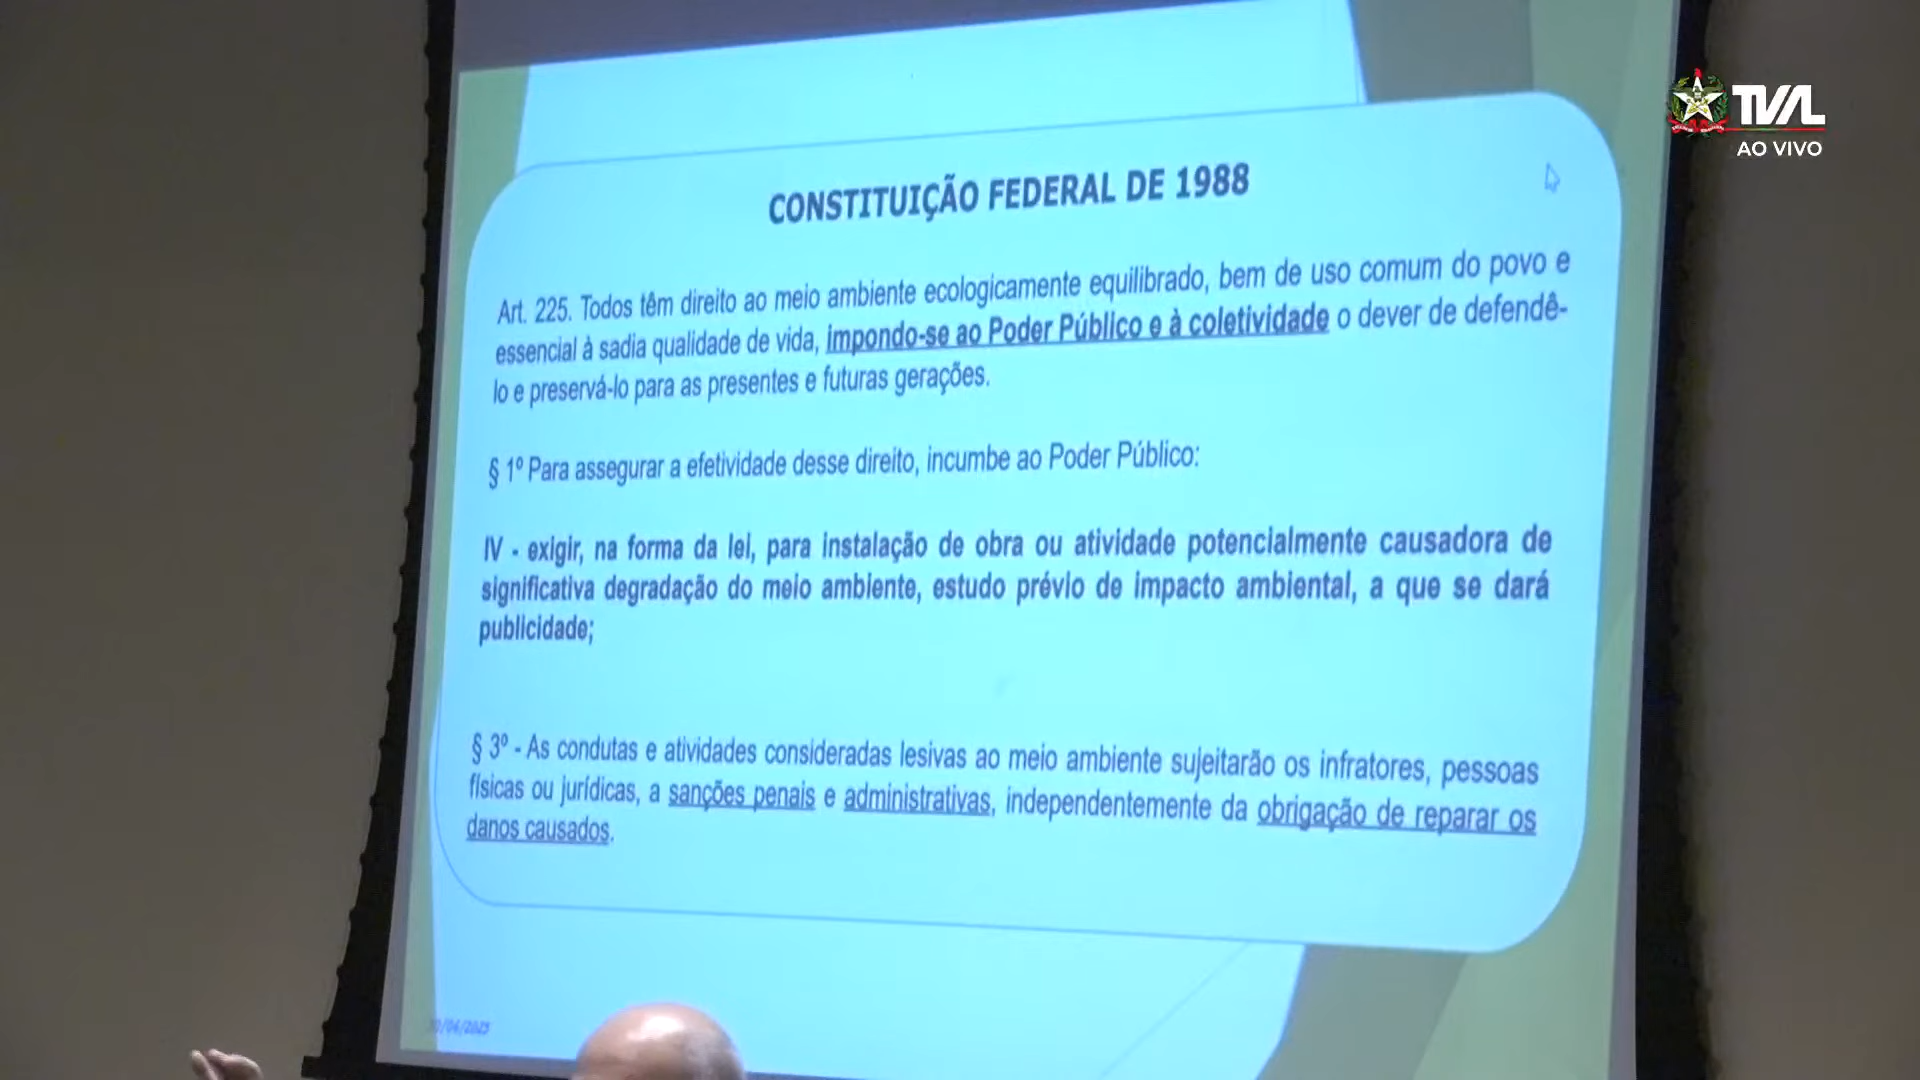 TVAL
AO VIVO
CONSTITUIÇÃO FEDERAL DE 1988
Art. 225. Todos têm direito ao meio ambiente ecologicamente equilibrado, bem de uso comum do povo e
essencial à sadia qualidade de vida, impondo-se ao Poder Público e à coletividade o dever de defendê-
lo e preservá-lo para as presentes e futuras gerações.
§ 1º Para assegurar a efetividade desse direito, incumbe ao Poder Público:
IV - exigir, na forma da lei, para instalação de obra ou atividade potencialmente causadora de
significativa degradação do meio ambiente, estudo prévio de impacto ambiental, a que se dará
publicidade;
§ 3º - As condutas e atividades consideradas lesivas ao meio ambiente sujeitarão os infratores, pessoas
físicas ou jurídicas, a sanções penais e administrativas, independentemente da obrigação de reparar os
danos causados.